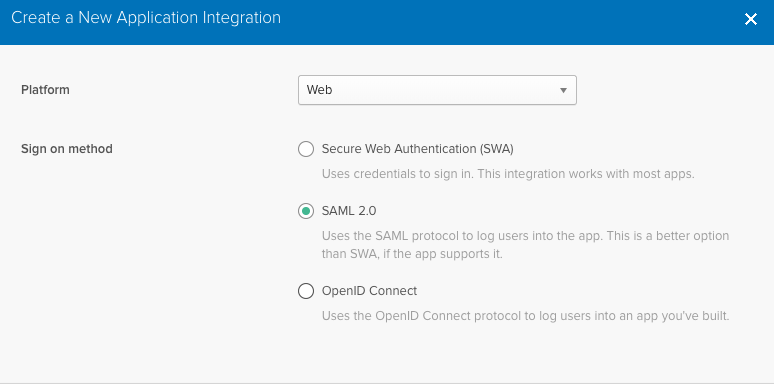 Create a New Application Integration
Platform
Web
Sign on method
Secure Web Authentication (SWA)
Uses credentials to sign in. This integration works with most apps.
SAML 2.0
Uses the SAML protocol to log users into the app. This is a better option
than SWA, if the app supports it.
OpenID Connect
Uses the OpenID Connect protocol to log users into an app you've built.